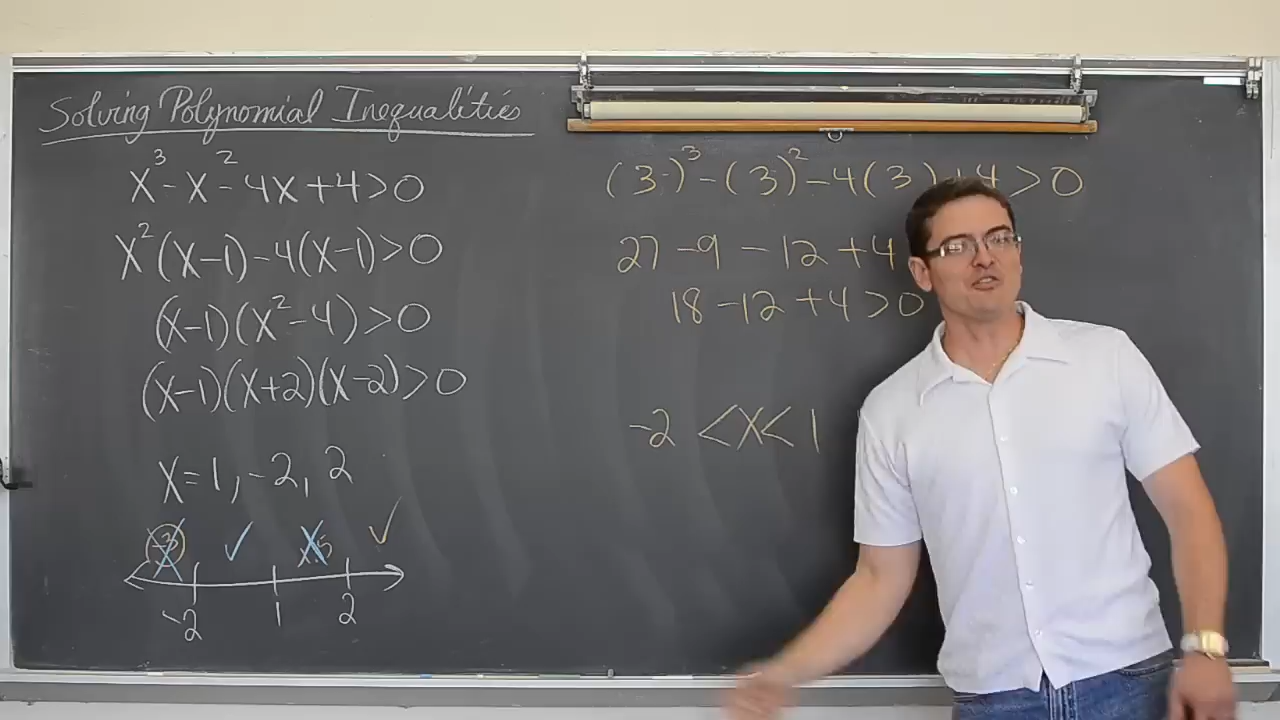 Solving Polynomial Inequalities
x³-x²-4x+4>0
x²(x-1)-4(x-1)>0
(x-1)(x²-4)>0
(x-1)(x+2)(x-2)>0
x=1,-2,2
-2 1 2
(3)³-(3)²-4(3)+4>0
27-9-12+4
18-12+4>0
-2<x<1